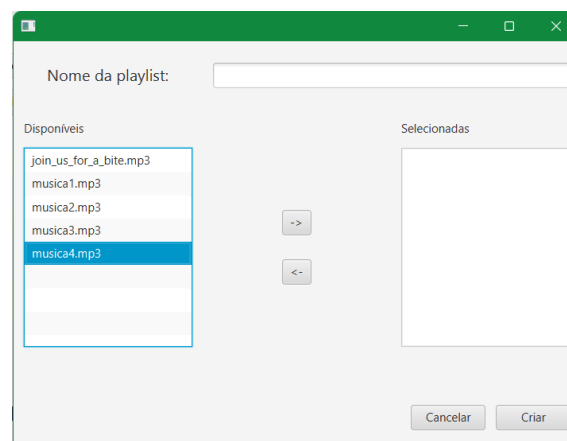 Nome da playlist:
Disponíveis
Selecionadas
join_us_for_a_bite.mp3
musica1.mp3
musica2.mp3
musica3.mp3
musica4.mp3
->
<-
Cancelar
Criar